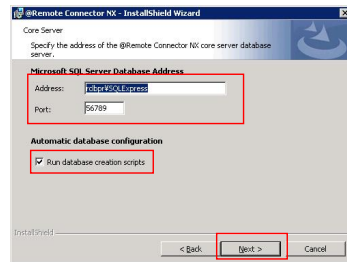 @Remote Connector NX - InstallShield Wizard
Core Server
Specify the address of the @Remote Connector NX core server database
server.
Microsoft SQL Server Database Address
Address: rdbpr¥SQLExpress
Port: 56789
Automatic database configuration
Run database creation scripts
InstallShield
< Back Next > Cancel